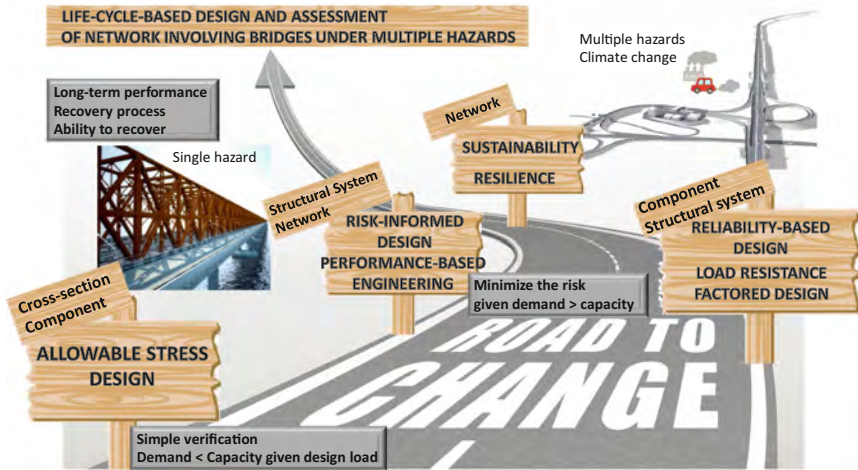 LIFE-CYCLE-BASED DESIGN AND ASSESSMENT
OF NETWORK INVOLVING BRIDGES UNDER MULTIPLE HAZARDS
Multiple hazards
Climate change
Long-term performance
Recovery process
Ability to recover
Single hazard
Network
SUSTAINABILITY
RESILIENCE
Structural System
Network
RISK-INFORMED
DESIGN
PERFORMANCE-BASED
ENGINEERING
Component
Structural system
RELIABILITY-BASED
DESIGN
LOAD RESISTANCE
FACTORED DESIGN
Minimize the risk
given demand > capacity
Cross-section
Component
ALLOWABLE STRESS
DESIGN
ROAD TO
CHANGE
Simple verification
Demand < Capacity given design load